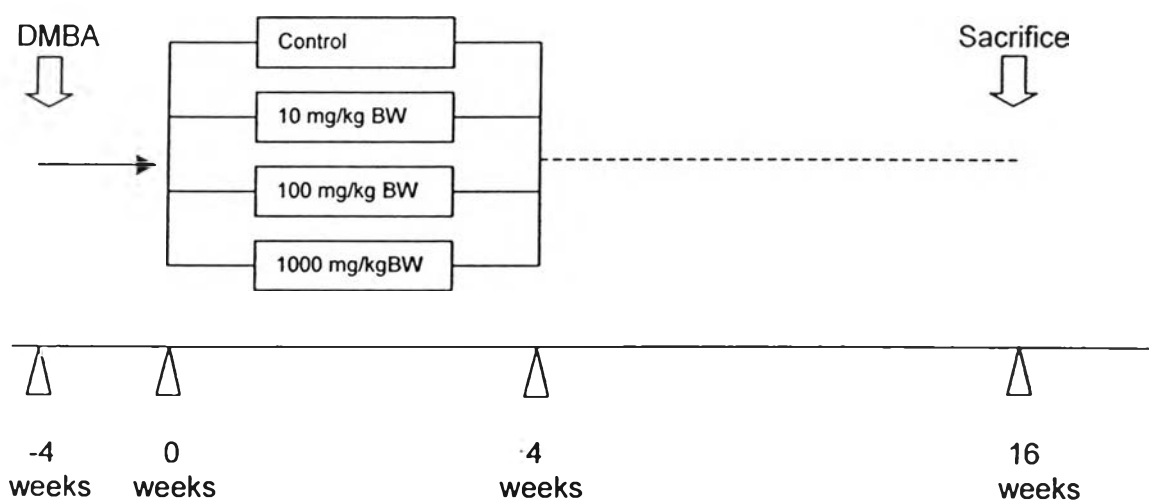 DMBA
Control
Sacrifice
10 mg/kg BW
100 mg/kg BW
1000 mg/kgBW
-4
weeks
0
weeks
4
weeks
16
weeks